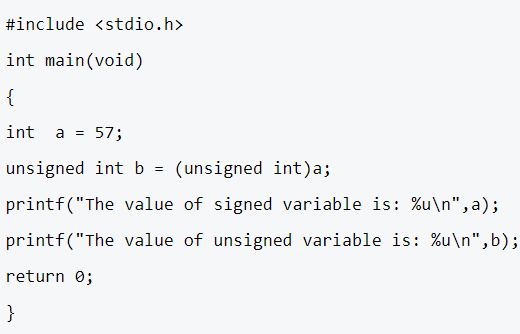 #include <stdio.h>
int main(void)
{
int  a = 57;
unsigned int b = (unsigned int)a;
printf("The value of signed variable is: %u\n",a);
printf("The value of unsigned variable is: %u\n",b);
return 0;
}